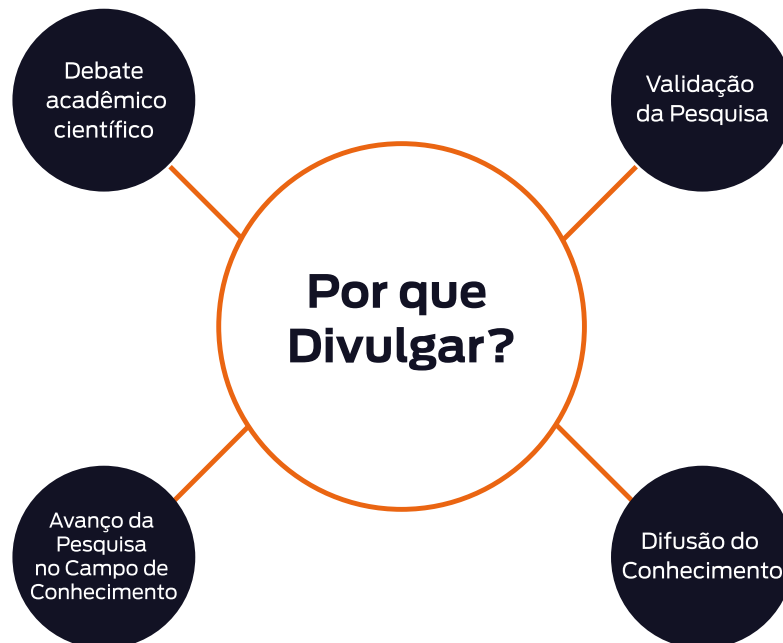 Debate
acadêmico
científico
Validação
da Pesquisa
Por que
Divulgar?
Avanço da
Pesquisa
no Campo de
Conhecimento
Difusão do
Conhecimento